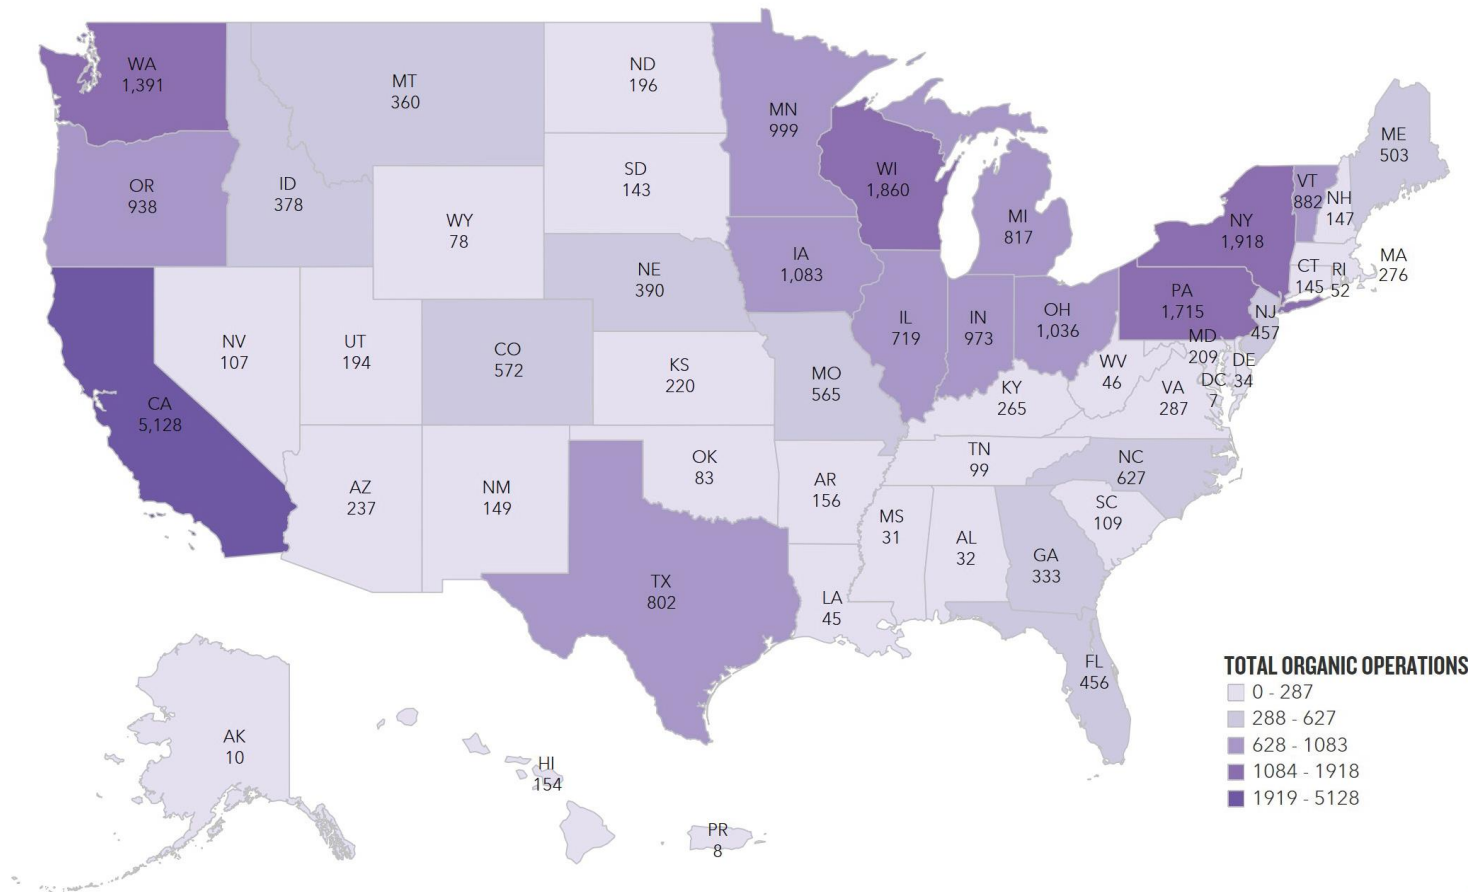 WA
1,391
MT
360
ND
196
MN
999
ME
503
OR
938
ID
378
SD
143
WI
1,860
VT
882
NH
147
WY
78
MI
817
NY
1,918
IA
1,083
NE
390
MA
276
CT
145
RI
52
PA
1,715
NV
107
UT
194
CO
572
IL
719
IN
973
OH
1,036
NJ
457
MD
209
DE
34
DC
7
KS
220
MO
565
WV
46
VA
287
KY
265
CA
5,128
TN
99
NC
627
OK
83
AZ
237
NM
149
AR
156
SC
109
MS
31
AL
32
GA
333
TX
802
LA
45
FL
456
AK
10
HI
154
PR
8
TOTAL ORGANIC OPERATIONS
0 - 287
288 - 627
628 - 1083
1084 - 1918
1919 - 5128